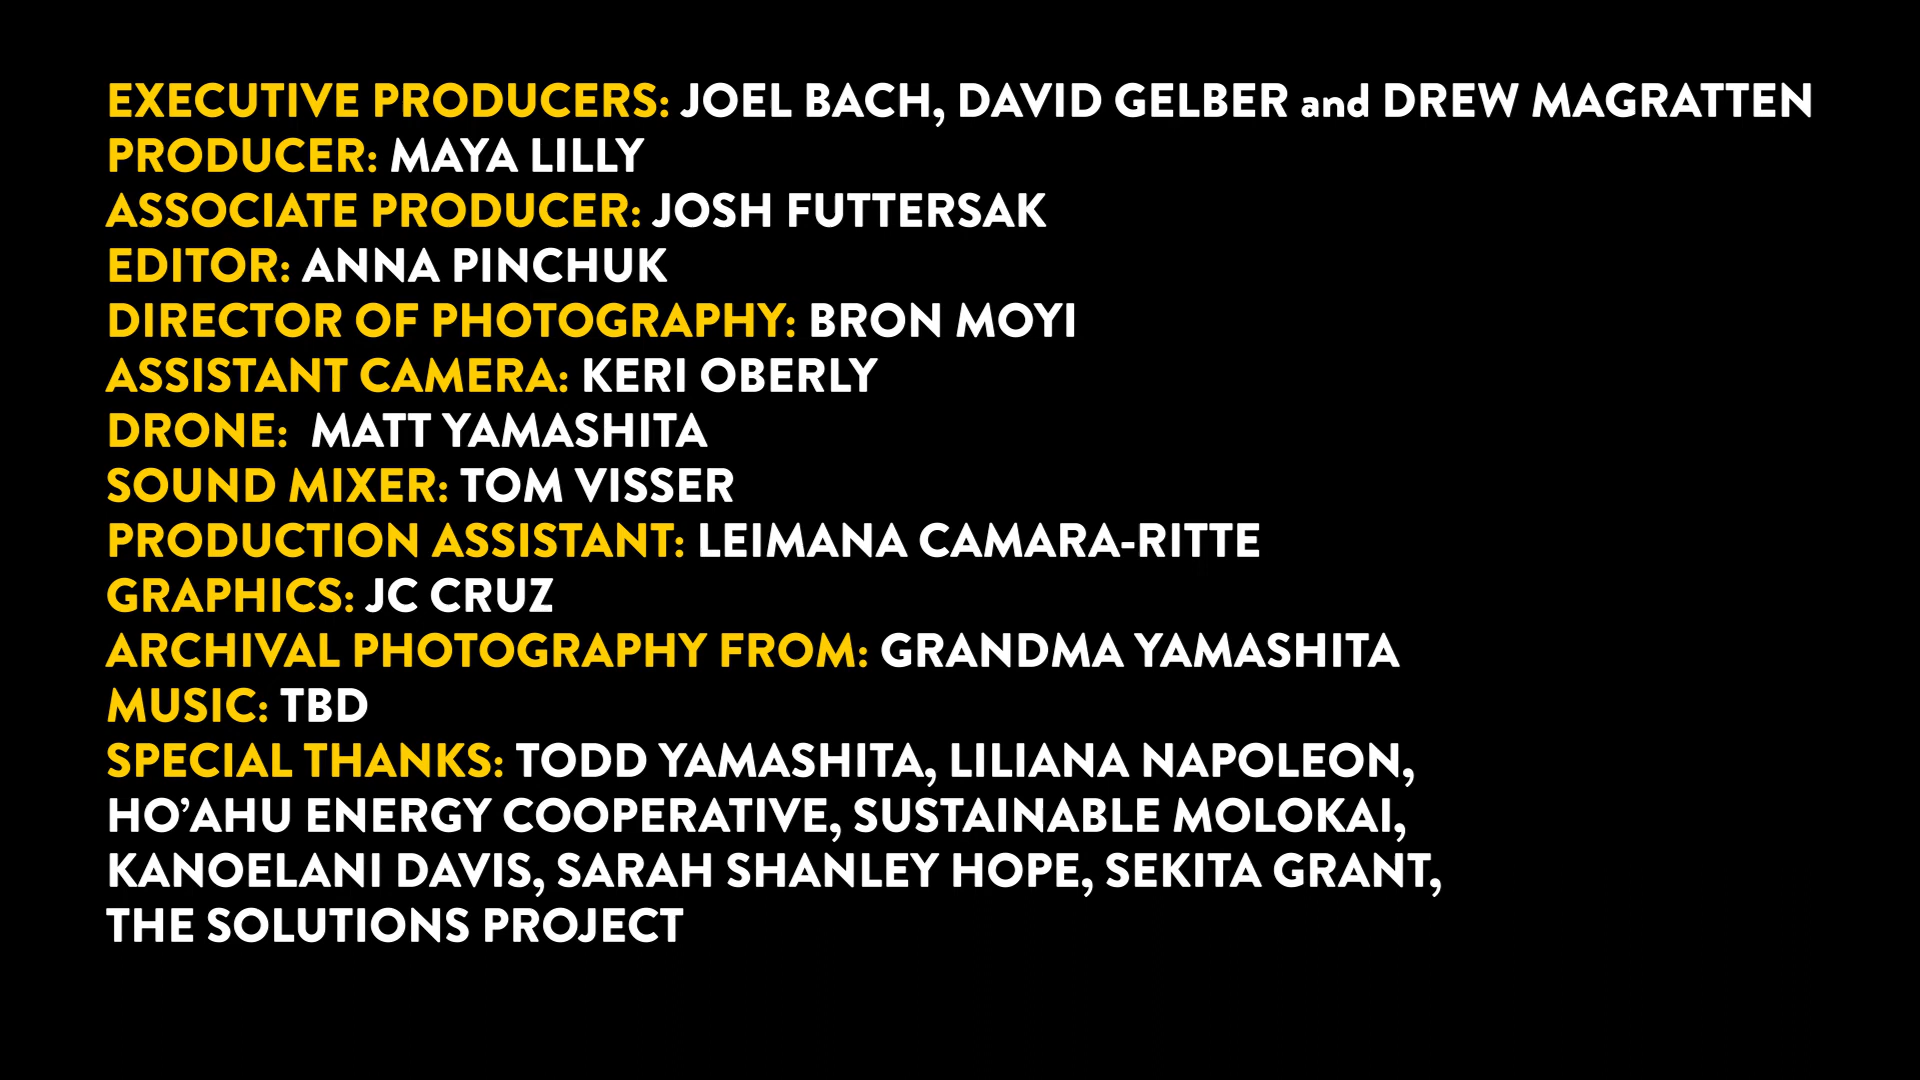 EXECUTIVE PRODUCERS: JOEL BACH, DAVID GELBER and DREW MAGRATTEN
PRODUCER: MAYA LILLY
ASSOCIATE PRODUCER: JOSH FUTTERSAK
EDITOR: ANNA PINCHUK
DIRECTOR OF PHOTOGRAPHY: BRON MOYI
ASSISTANT CAMERA: KERI OBERLY
DRONE:  MATT YAMASHITA
SOUND MIXER: TOM VISSER
PRODUCTION ASSISTANT: LEIMANA CAMARA-RITTE
GRAPHICS: JC CRUZ
ARCHIVAL PHOTOGRAPHY FROM: GRANDMA YAMASHITA
MUSIC: TBD
SPECIAL THANKS: TODD YAMASHITA, LILIANA NAPOLEON,
HO’AHU ENERGY COOPERATIVE, SUSTAINABLE MOLOKAI,
KANOELANI DAVIS, SARAH SHANLEY HOPE, SEKITA GRANT,
THE SOLUTIONS PROJECT